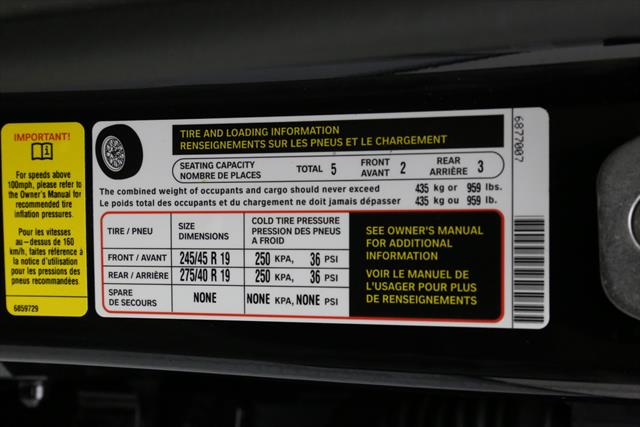 IMPORTANT!
For speeds above
100mph, please refer to
the Owner's Manual for
recommended tire
inflation pressures.
Pour les vitesses
au-dessus de 160
km/h, faites référence à
la notice d'utilisation
pour les pressions des
pneus recommandées.
6859729
TIRE AND LOADING INFORMATION
RENSEIGNEMENTS SUR LES PNEUS ET LE CHARGEMENT
SEATING CAPACITY
NOMBRE DE PLACES
TOTAL 5
FRONT
AVANT 2
REAR
ARRIÈRE 3
The combined weight of occupants and cargo should never exceed 435 kg or 959 lbs.
Le poids total des occupants et du chargement ne doit jamais dépasser 435 kg ou 959 lb.
TIRE / PNEU
SIZE
DIMENSIONS
COLD TIRE PRESSURE
PRESSION DES PNEUS
A FROID
FRONT / AVANT 245/45 R 19 250 KPA, 36 PSI
REAR / ARRIÈRE 275/40 R 19 250 KPA, 36 PSI
SPARE
DE SECOURS
NONE NONE KPA, NONE PSI
SEE OWNER'S MANUAL
FOR ADDITIONAL
INFORMATION
VOIR LE MANUEL DE
L'USAGER POUR PLUS
DE RENSEIGNEMENTS
6877007